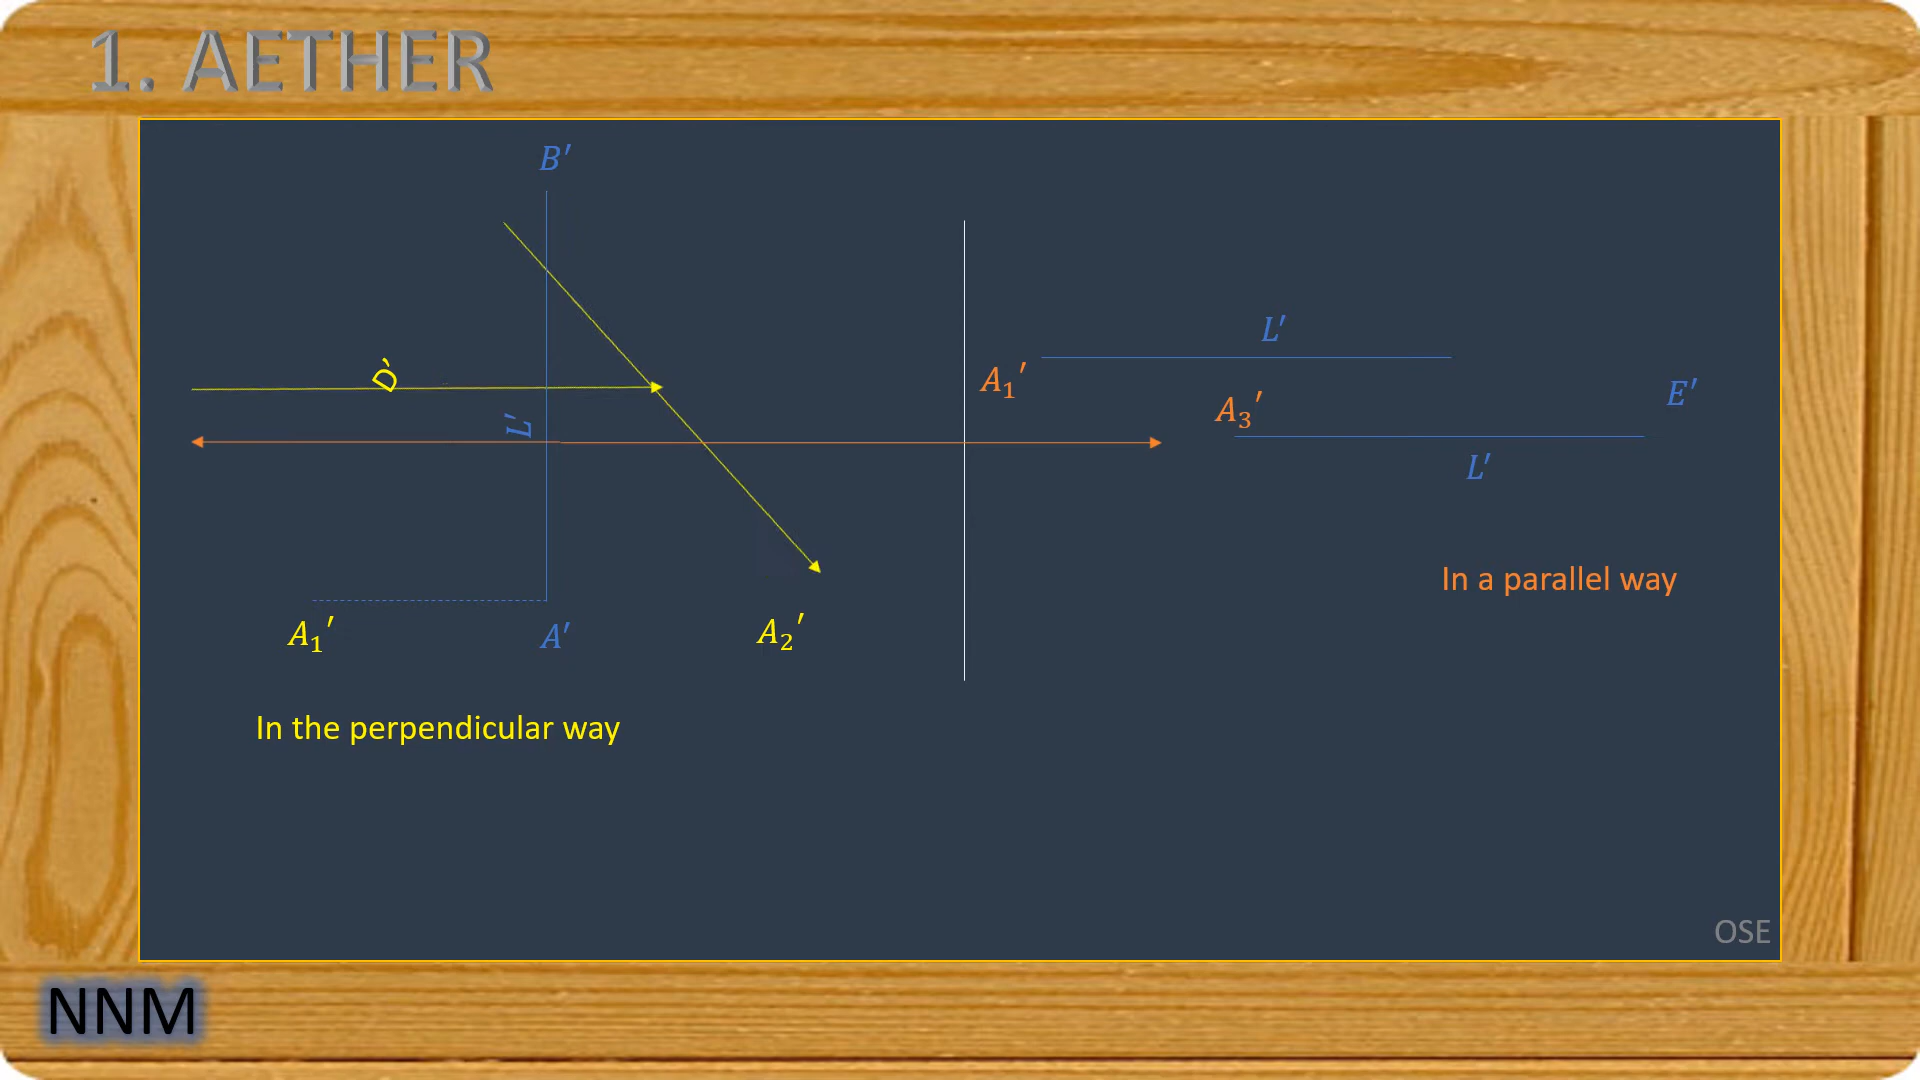 1. AETHER
B′
D′
L′
A₁′
A′
A₂′
In the perpendicular way
L′
A₁′
A₃′
E′
L′
In a parallel way
OSE
NNM